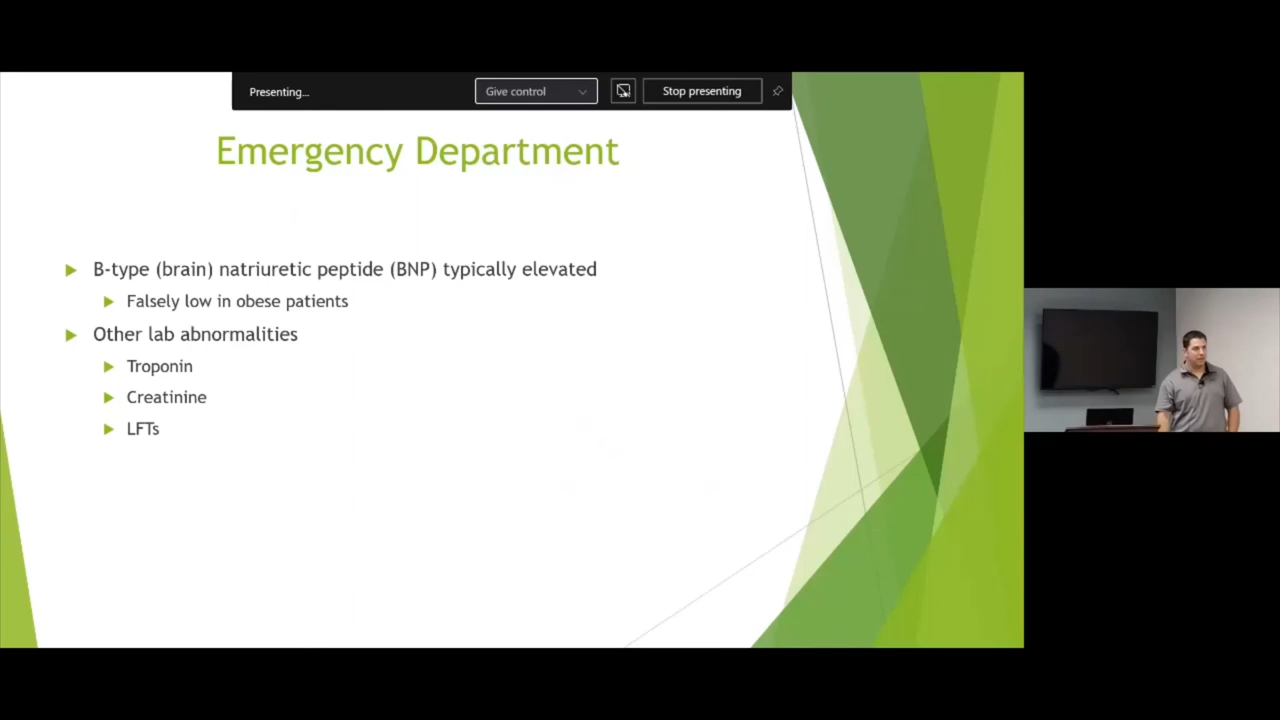 Presenting...
Give control
Stop presenting
Emergency Department
B-type (brain) natriuretic peptide (BNP) typically elevated
Falsely low in obese patients
Other lab abnormalities
Troponin
Creatinine
LFTs